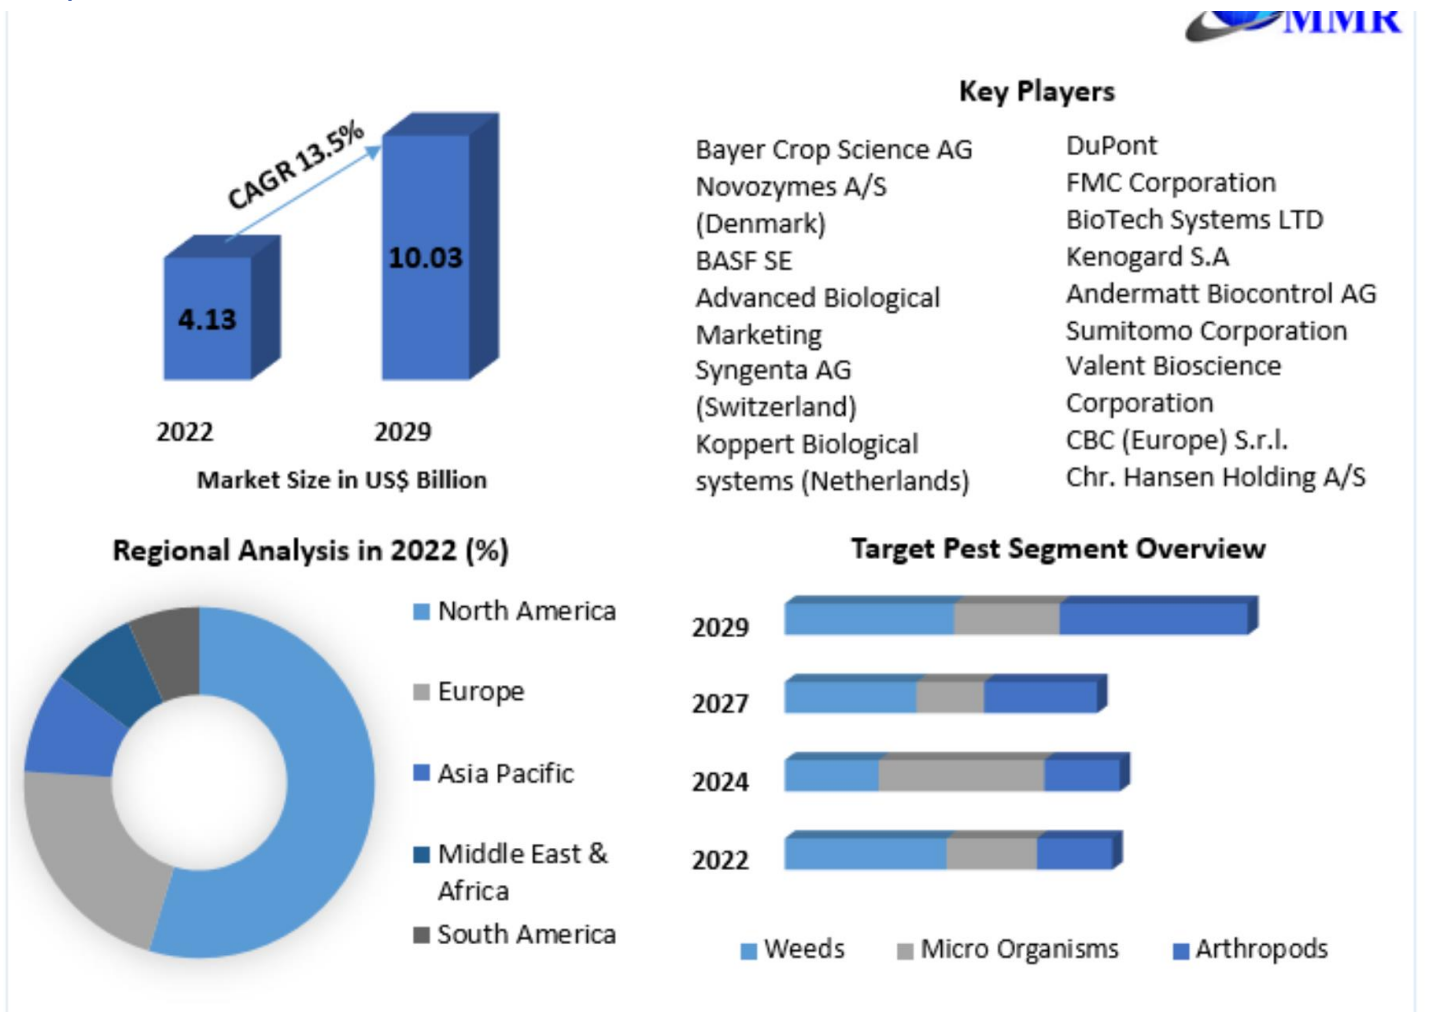 MMR
CAGR 13.5%
4.13
10.03
2022
2029
Market Size in US$ Billion
Key Players
Bayer Crop Science AG
Novozymes A/S
(Denmark)
BASF SE
Advanced Biological
Marketing
Syngenta AG
(Switzerland)
Koppert Biological
systems (Netherlands)
DuPont
FMC Corporation
BioTech Systems LTD
Kenogard S.A
Andermatt Biocontrol AG
Sumitomo Corporation
Valent Bioscience
Corporation
CBC (Europe) S.r.l.
Chr. Hansen Holding A/S
Regional Analysis in 2022 (%)
North America
Europe
Asia Pacific
Middle East &
Africa
South America
Target Pest Segment Overview
2029
2027
2024
2022
Weeds
Micro Organisms
Arthropods